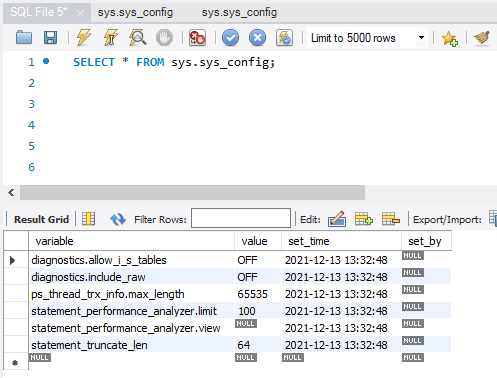 SQL File 5* sys.sys_config sys.sys_config
Limit to 5000 rows
1 SELECT * FROM sys.sys_config;
2
3
4
5
6
Result Grid Filter Rows: Edit: Export/Import:
variable value set_time set_by
diagnostics.allow_i_s_tables OFF 2021-12-13 13:32:48 NULL
diagnostics.include_raw OFF 2021-12-13 13:32:48 NULL
ps_thread_trx_info.max_length 65535 2021-12-13 13:32:48 NULL
statement_performance_analyzer.limit 100 2021-12-13 13:32:48 NULL
statement_performance_analyzer.view NULL 2021-12-13 13:32:48 NULL
statement_truncate_len 64 2021-12-13 13:32:48 NULL
NULL NULL NULL NULL